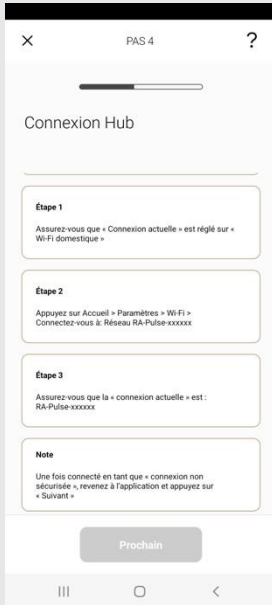 PAS 4
?
Connexion Hub
Étape 1
Assurez-vous que « Connexion actuelle » est réglé sur «
Wi-Fi domestique »
Étape 2
Appuyez sur Accueil > Paramètres > Wi-Fi >
Connectez-vous à: Réseau RA-Pulse-xxxxxx
Étape 3
Assurez-vous que la « connexion actuelle » est :
RA-Pulse-xxxxxx
Note
Une fois connecté en tant que « connexion non
sécurisée », revenez à l'application et appuyez sur
« Suivant »
Prochain